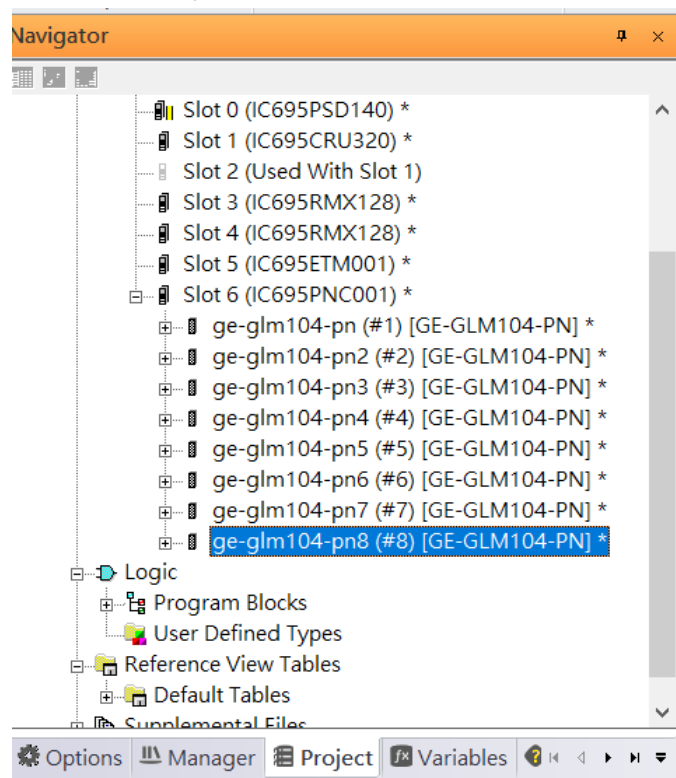 Navigator
Slot 0 (IC695PSD140) *
Slot 1 (IC695CRU320) *
Slot 2 (Used With Slot 1)
Slot 3 (IC695RMX128) *
Slot 4 (IC695RMX128) *
Slot 5 (IC695ETM001) *
Slot 6 (IC695PNC001) *
ge-glm104-pn (#1) [GE-GLM104-PN] *
ge-glm104-pn2 (#2) [GE-GLM104-PN] *
ge-glm104-pn3 (#3) [GE-GLM104-PN] *
ge-glm104-pn4 (#4) [GE-GLM104-PN] *
ge-glm104-pn5 (#5) [GE-GLM104-PN] *
ge-glm104-pn6 (#6) [GE-GLM104-PN] *
ge-glm104-pn7 (#7) [GE-GLM104-PN] *
ge-glm104-pn8 (#8) [GE-GLM104-PN] *
Logic
Program Blocks
User Defined Types
Reference View Tables
Default Tables
Supplemental Files
Options Manager Project Variables